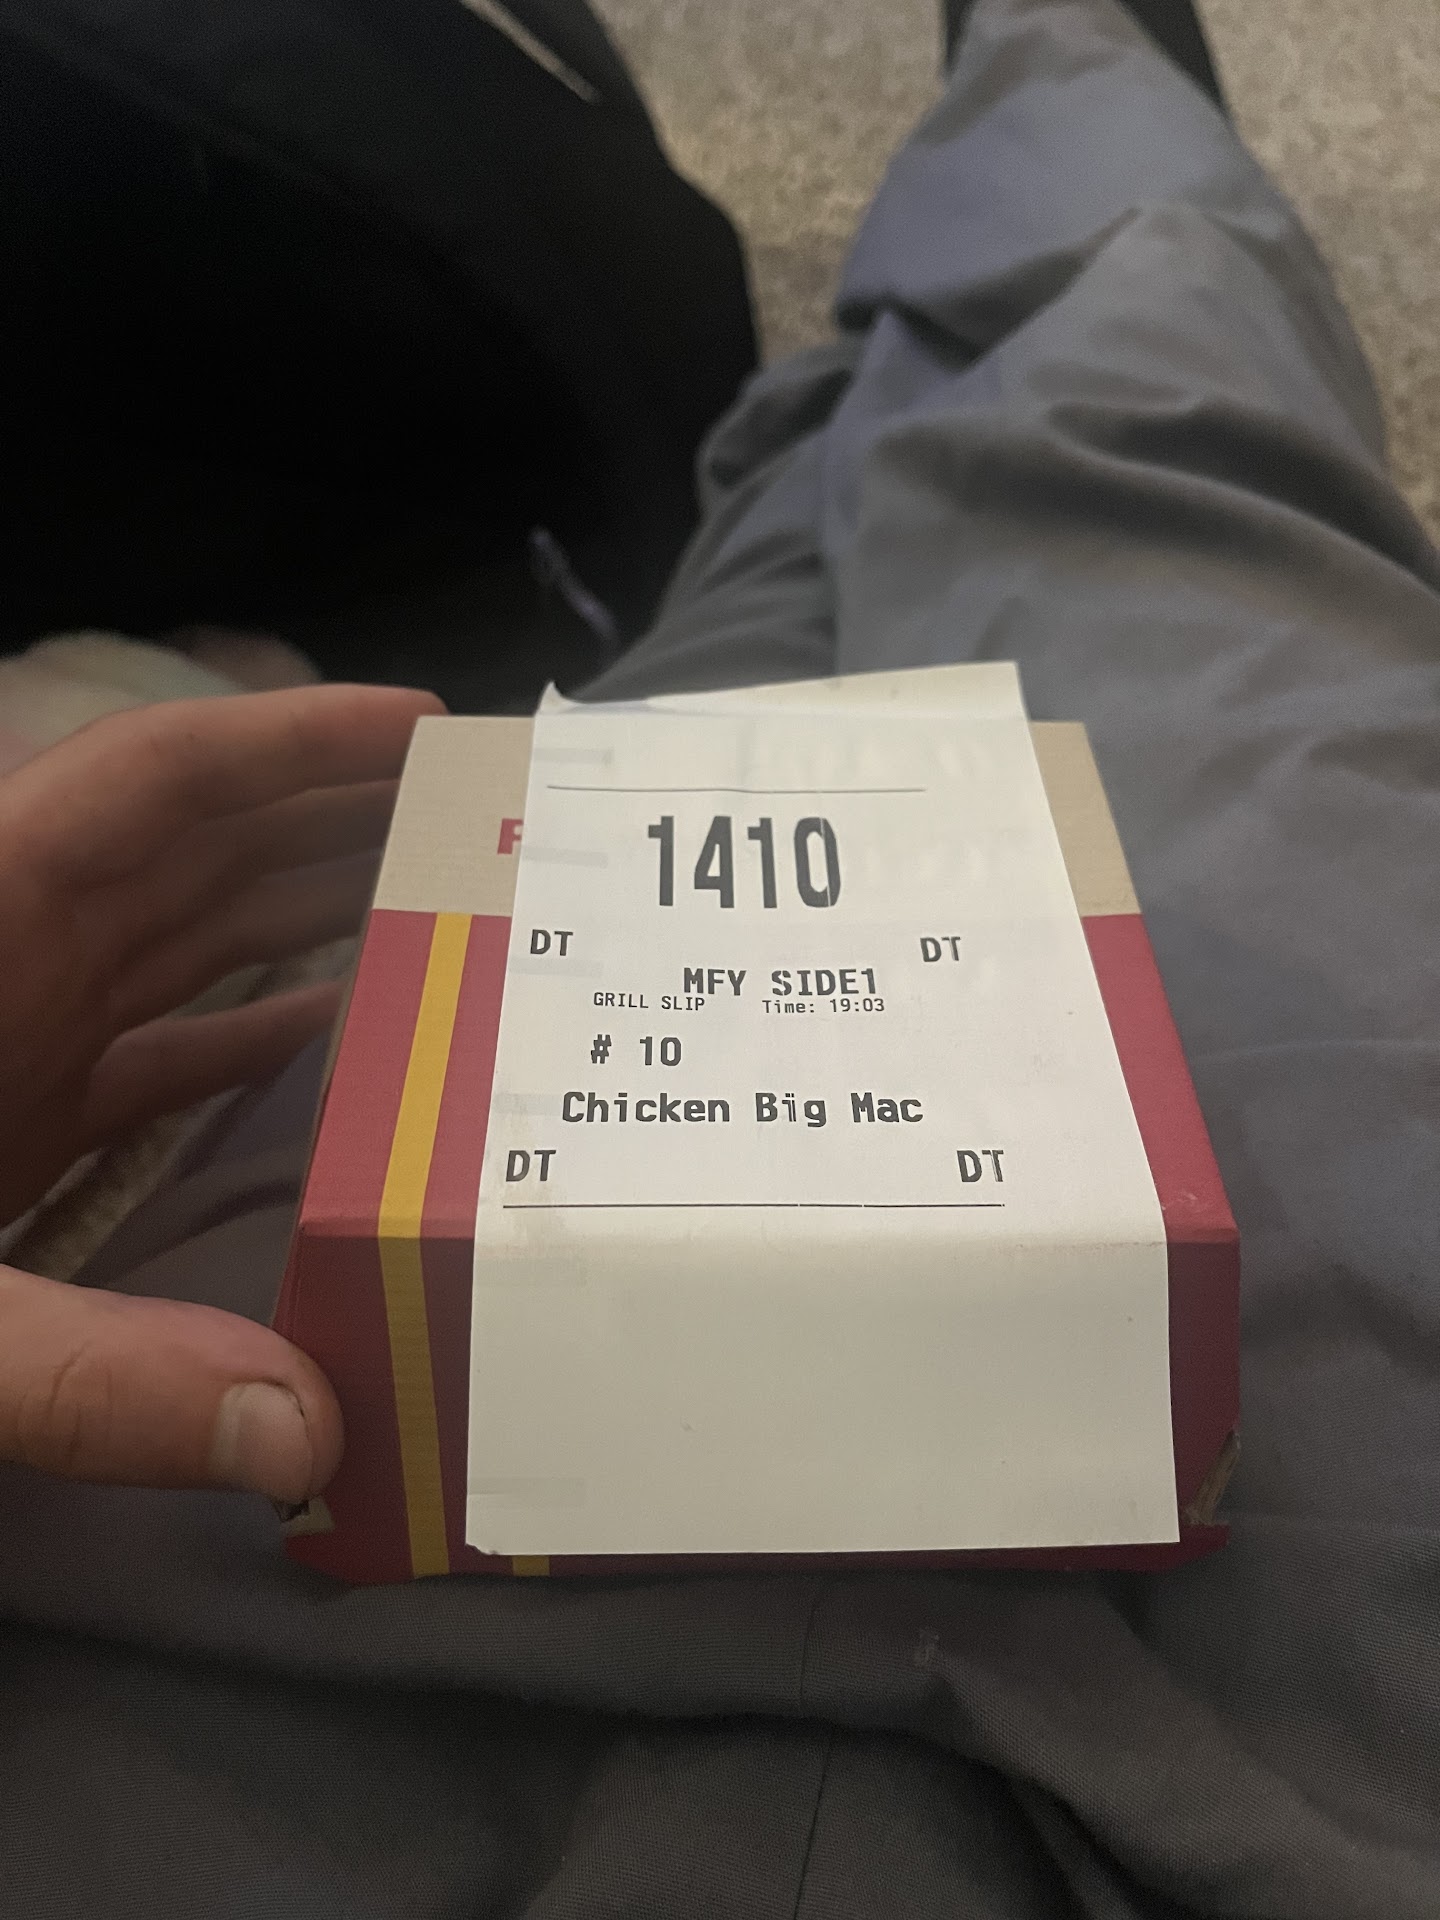 1410
DT DT
MFY SIDE1
GRILL SLIP Time: 19:03
# 10
Chicken Big Mac
DT DT